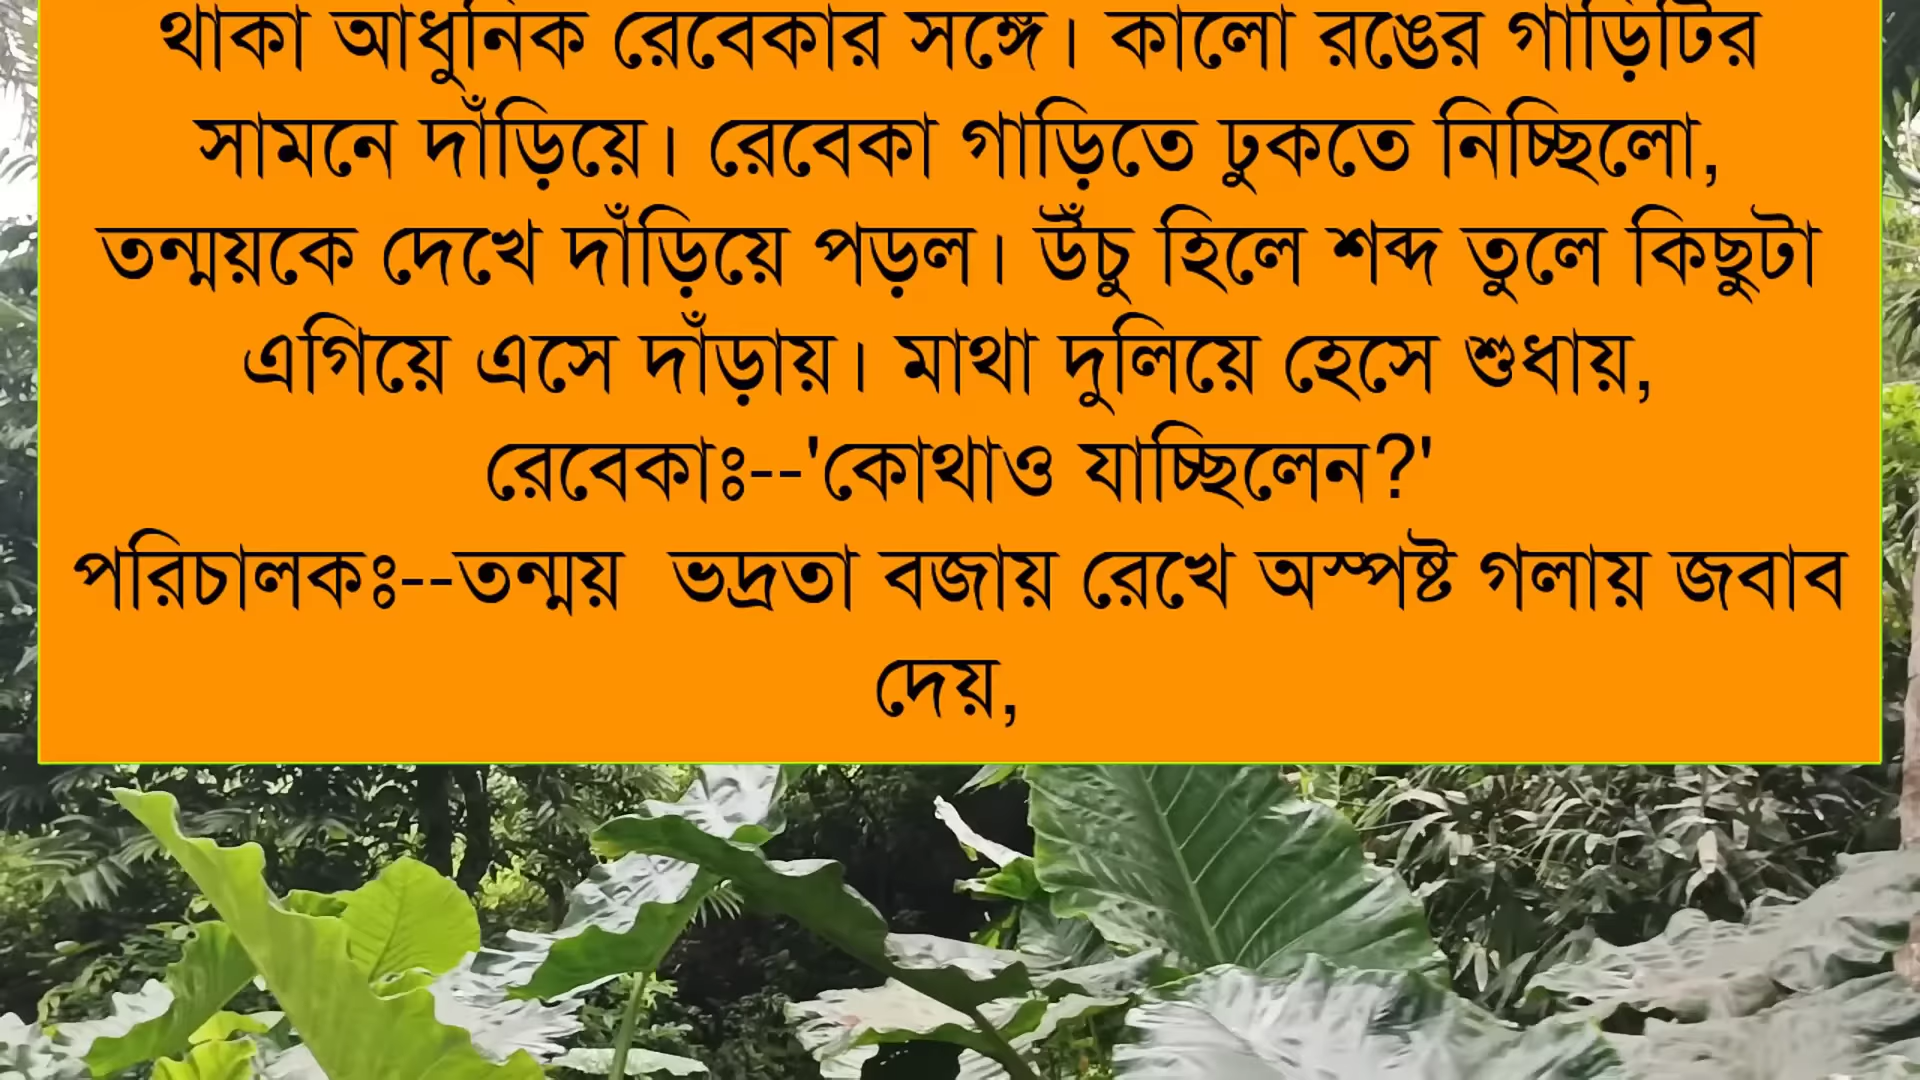 থাকা আধুনিক রেবেকার সঙ্গে। কালো রঙের গাড়িটির
সামনে দাঁড়িয়ে। রেবেকা গাড়িতে ঢুকতে নিচ্ছিলো,
তন্ময়কে দেখে দাঁড়িয়ে পড়ল। উঁচু হিলে শব্দ তুলে কিছুটা
এগিয়ে এসে দাঁড়ায়। মাথা দুলিয়ে হেসে শুধায়,
রেবেকাঃ--'কোথাও যাচ্ছিলেন?'
পরিচালকঃ--তন্ময়  ভদ্রতা বজায় রেখে অস্পষ্ট গলায় জবাব
দেয়,